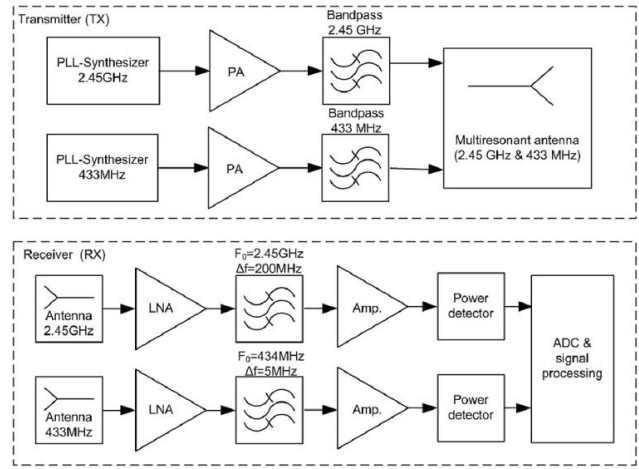 Transmitter (TX)
PLL-Synthesizer
2.45GHz
PA
Bandpass
2.45 GHz
PLL-Synthesizer
433MHz
PA
Bandpass
433 MHz
Multiresonant antenna
(2.45 GHz & 433 MHz)
Receiver (RX)
Antenna
2.45GHz
LNA
F₀=2.45GHz
Δf=200MHz
Amp.
Power
detector
Antenna
433MHz
LNA
F₀=434MHz
Δf=5MHz
Amp.
Power
detector
ADC &
signal
processing